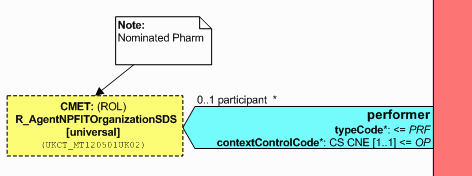 Note:
Nominated Pharm
CMET: (ROL)
R_AgentNPFITOrganizationSDS
[universal]
(UKCT_MT120501UK02)
0..1 participant *
performer
typeCode*: <= PRF
contextControlCode*: CS CNE [1..1] <= OP